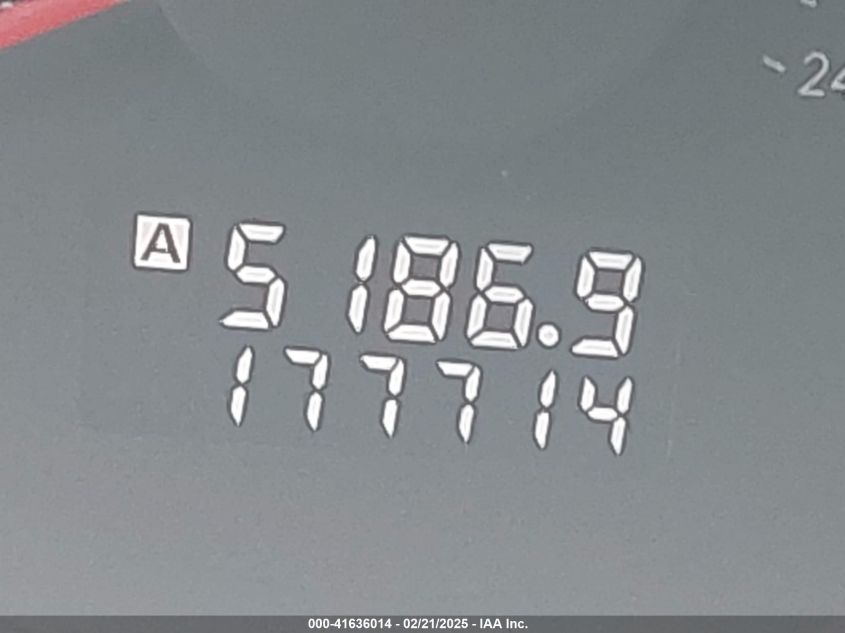 24
A 5186.9
177714
000-41636014 - 02/21/2025 - IAA Inc.